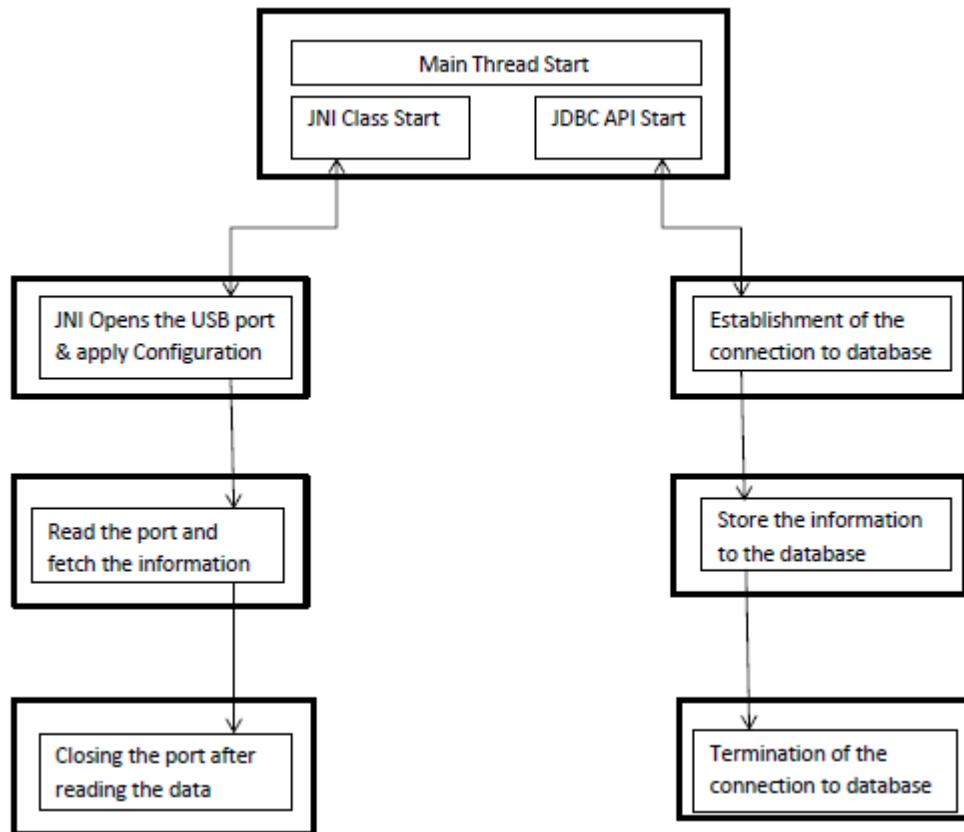 Main Thread Start
JNI Class Start
JDBC API Start
JNI Opens the USB port
& apply Configuration
Establishment of the
connection to database
Read the port and
fetch the information
Store the information
to the database
Closing the port after
reading the data
Termination of the
connection to database